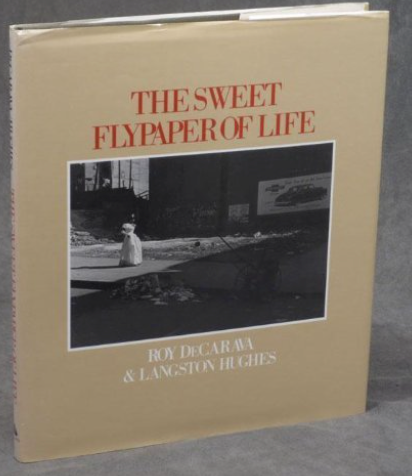 THE SWEET
FLYPAPER OF LIFE
ROY DeCARAVA
& LANGSTON HUGHES